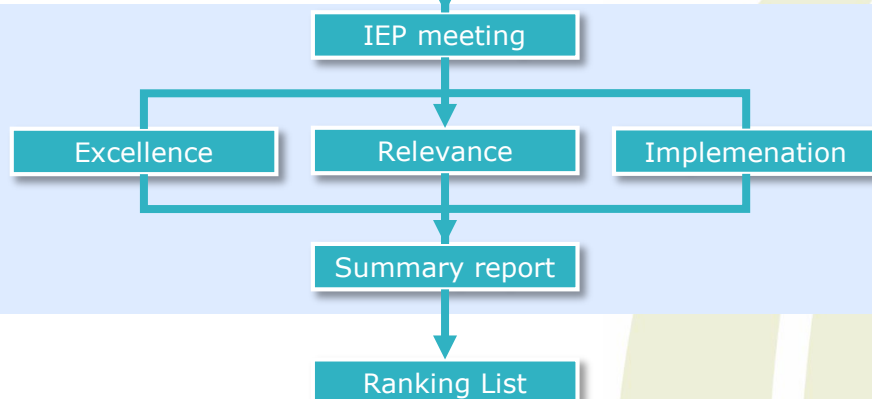 IEP meeting
Excellence
Relevance
Implemenation
Summary report
Ranking List